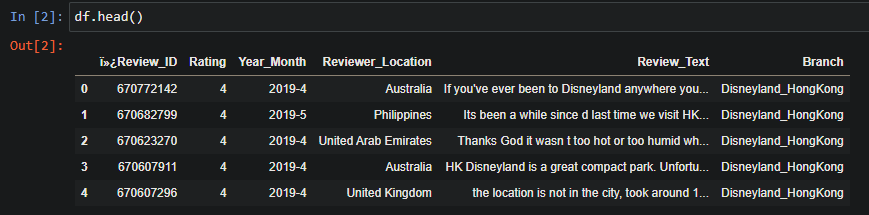 In [2]: df.head()
Out[2]:
ï»¿Review_ID Rating Year_Month Reviewer_Location Review_Text Branch
0 670772142 4 2019-4 Australia If you've ever been to Disneyland anywhere you... Disneyland_HongKong
1 670682799 4 2019-5 Philippines Its been a while since d last time we visit HK... Disneyland_HongKong
2 670623270 4 2019-4 United Arab Emirates Thanks God it wasn t too hot or too humid wh... Disneyland_HongKong
3 670607911 4 2019-4 Australia HK Disneyland is a great compact park. Unfortu... Disneyland_HongKong
4 670607296 4 2019-4 United Kingdom the location is not in the city, took around 1... Disneyland_HongKong